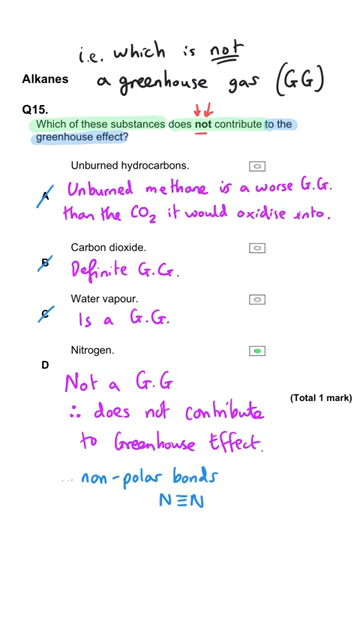 i.e. which is not
Alkanes
a greenhouse gas (GG)
Q15.
Which of these substances does not contribute to the
greenhouse effect?
Unburned hydrocarbons.
A
Unburned methane is a worse G.G.
than the CO₂ it would oxidise into.
Carbon dioxide.
B
Definite G.G.
Water vapour.
C
Is a G.G.
Nitrogen.
D
Not a G.G
(Total 1 mark)
∴ does not contribute
to Greenhouse Effect.
... non-polar bonds
N≡N